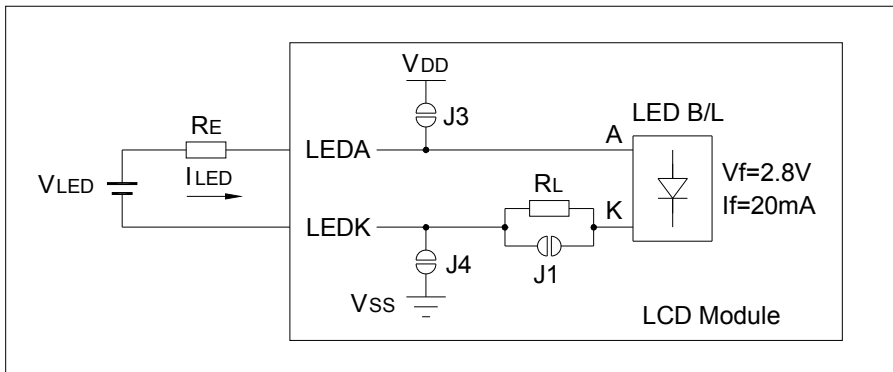 VDD
J3
LED B/L
RE
LEDA
A
VLED
ILED
RL
Vf=2.8V
If=20mA
LEDK
K
J4
J1
VSS
LCD Module